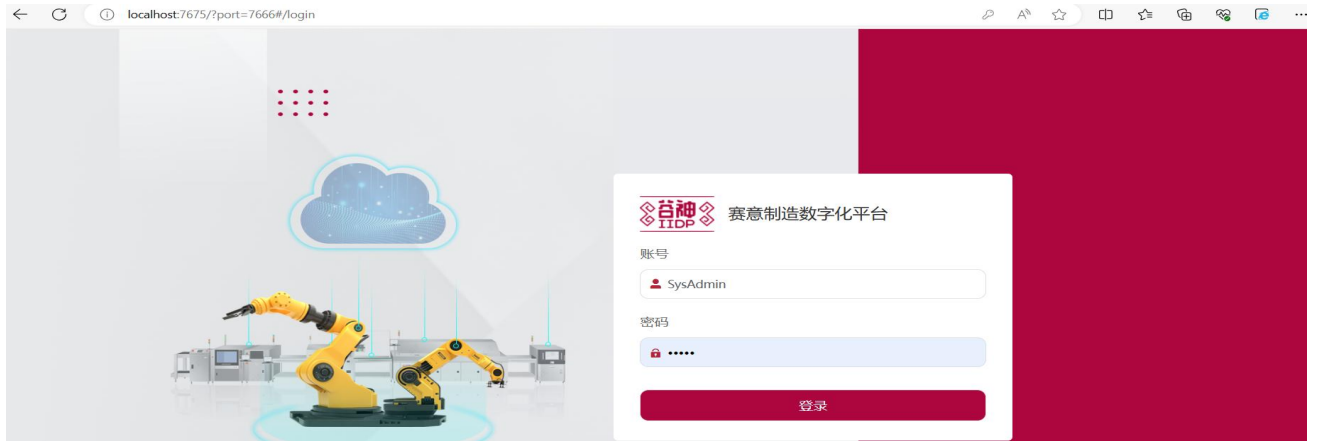 localhost:7675/?port=7666#/login
谷神
IIDP
赛意制造数字化平台
账号
SysAdmin
密码
•••••
登录